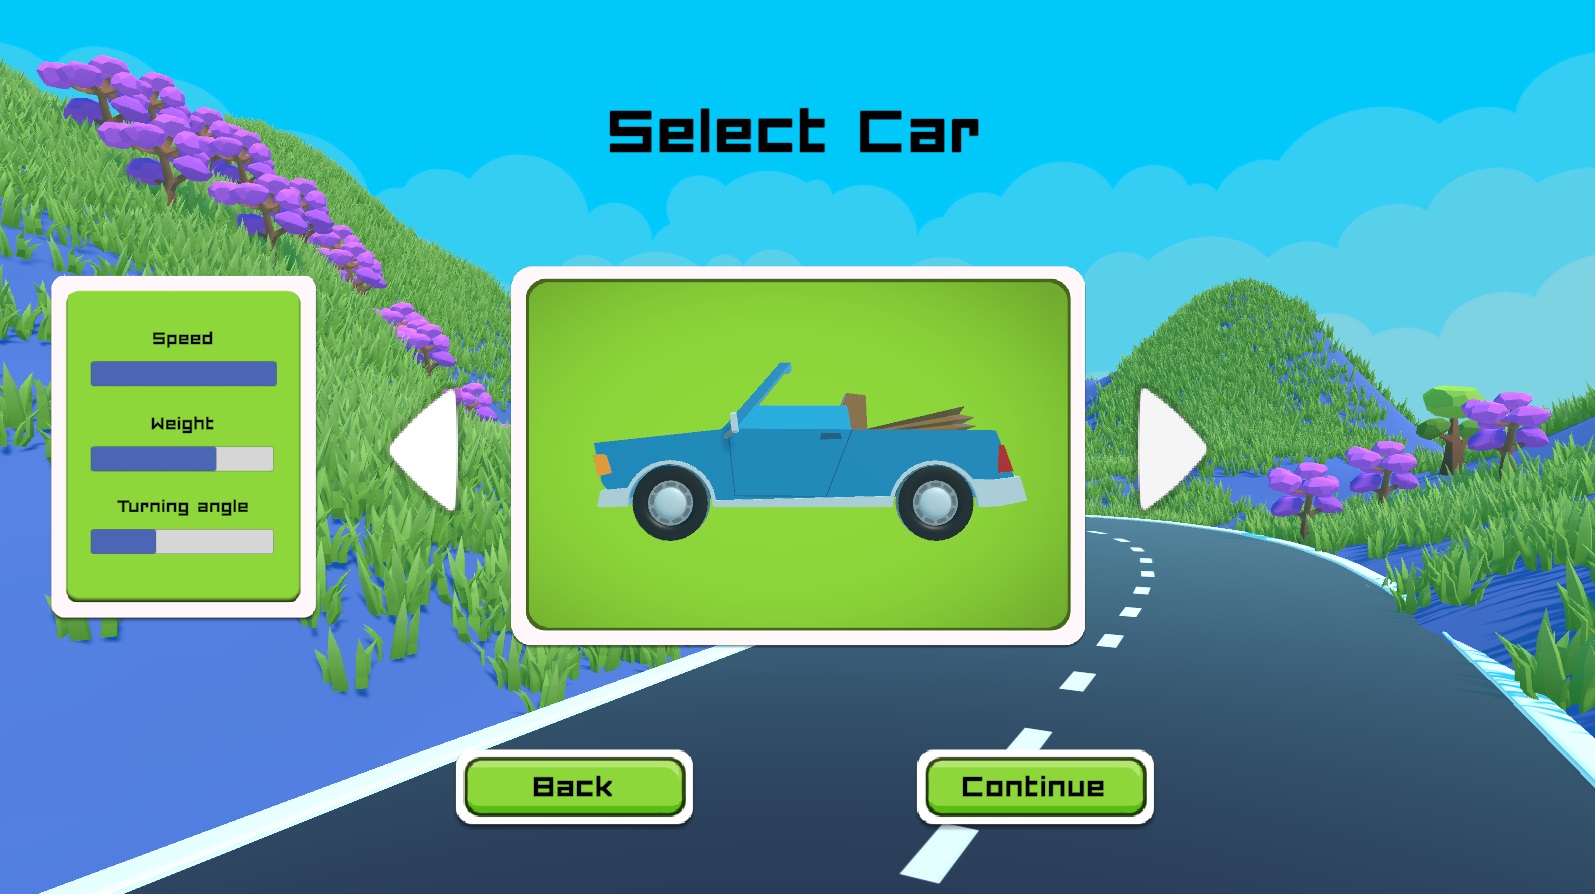 Select Car
Speed
Weight
Turning angle
Back
Continue